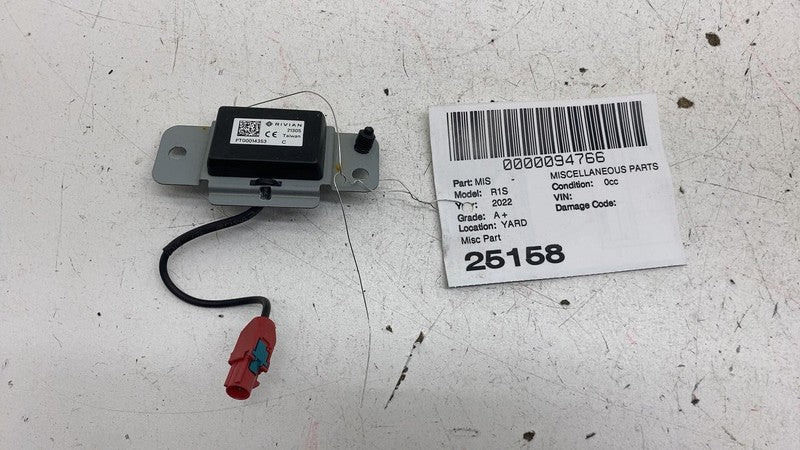 RIVIAN
21305
CE Taiwan
PT00014353 C
0000094766
Part: MIS MISCELLANEOUS PARTS
Model: R1S Condition: 0cc
Year: 2022 VIN:
Grade: A+ Damage Code:
Location: YARD
Misc Part
25158